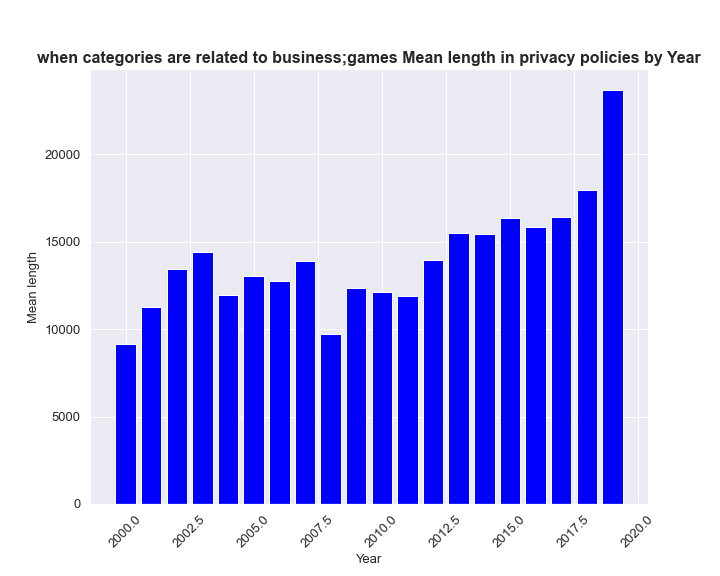 when categories are related to business;games Mean length in privacy policies by Year
Mean length
20000
15000
10000
5000
0
2000.0 2002.5 2005.0 2007.5 2010.0 2012.5 2015.0 2017.5 2020.0
Year